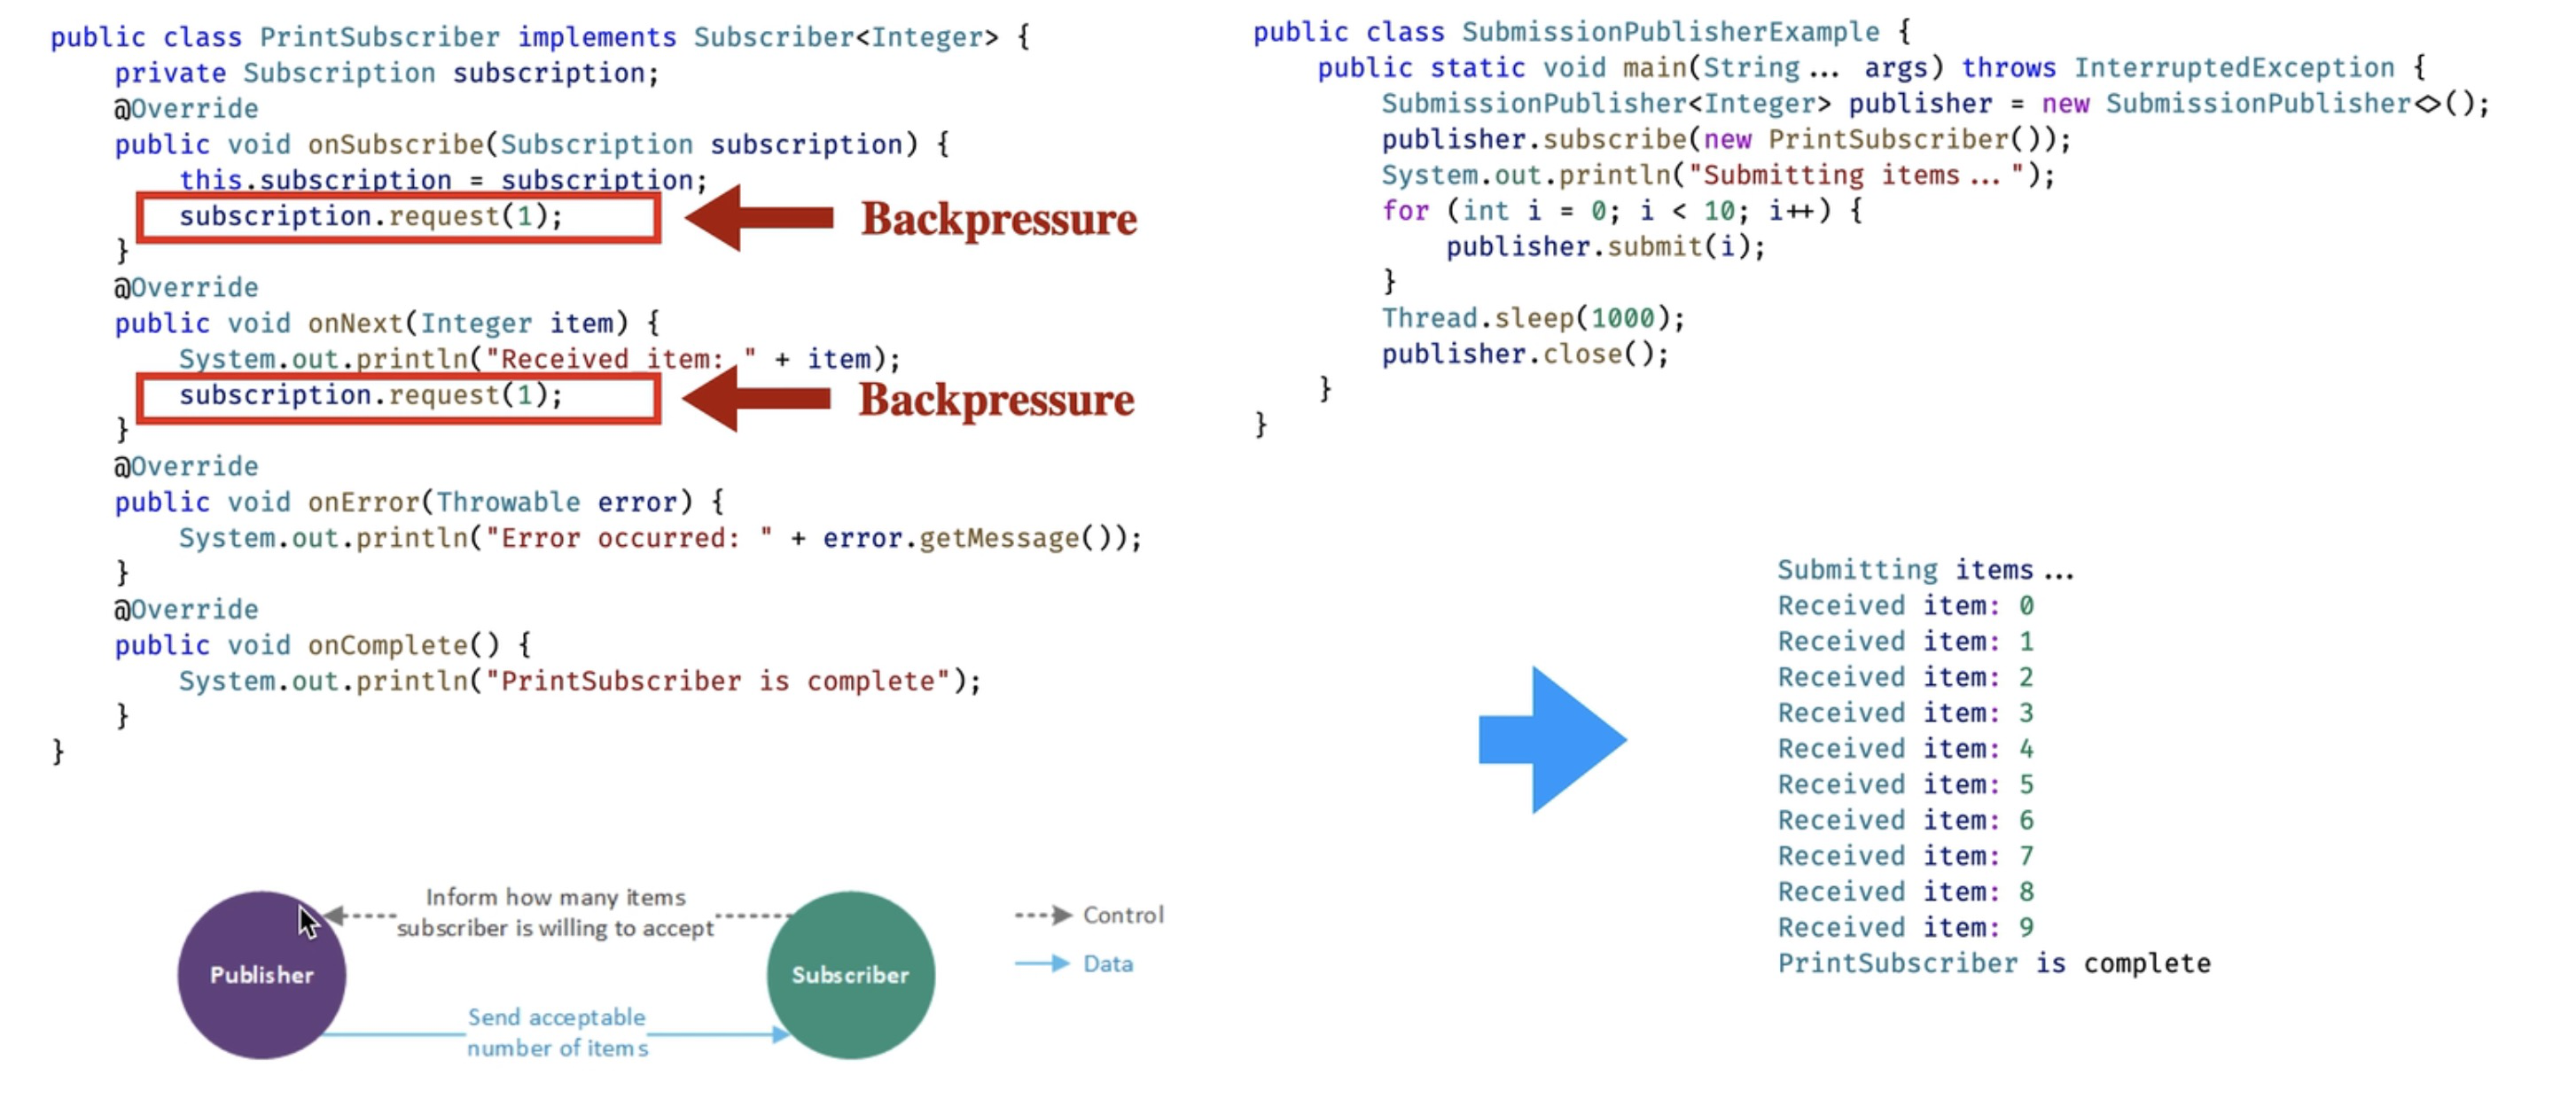 public class PrintSubscriber implements Subscriber<Integer> {
private Subscription subscription;
@Override
public void onSubscribe(Subscription subscription) {
this.subscription = subscription;
subscription.request(1);
}
Backpressure
@Override
public void onNext(Integer item) {
System.out.println("Received item: " + item);
subscription.request(1);
}
Backpressure
@Override
public void onError(Throwable error) {
System.out.println("Error occurred: " + error.getMessage());
}
@Override
public void onComplete() {
System.out.println("PrintSubscriber is complete");
}
}
public class SubmissionPublisherExample {
public static void main(String... args) throws InterruptedException {
SubmissionPublisher<Integer> publisher = new SubmissionPublisher<>();
publisher.subscribe(new PrintSubscriber());
System.out.println("Submitting items...");
for (int i = 0; i < 10; i++) {
publisher.submit(i);
}
Thread.sleep(1000);
publisher.close();
}
}
Submitting items...
Received item: 0
Received item: 1
Received item: 2
Received item: 3
Received item: 4
Received item: 5
Received item: 6
Received item: 7
Received item: 8
Received item: 9
PrintSubscriber is complete
Inform how many items
subscriber is willing to accept
Publisher
Subscriber
Send acceptable
number of items
Control
Data